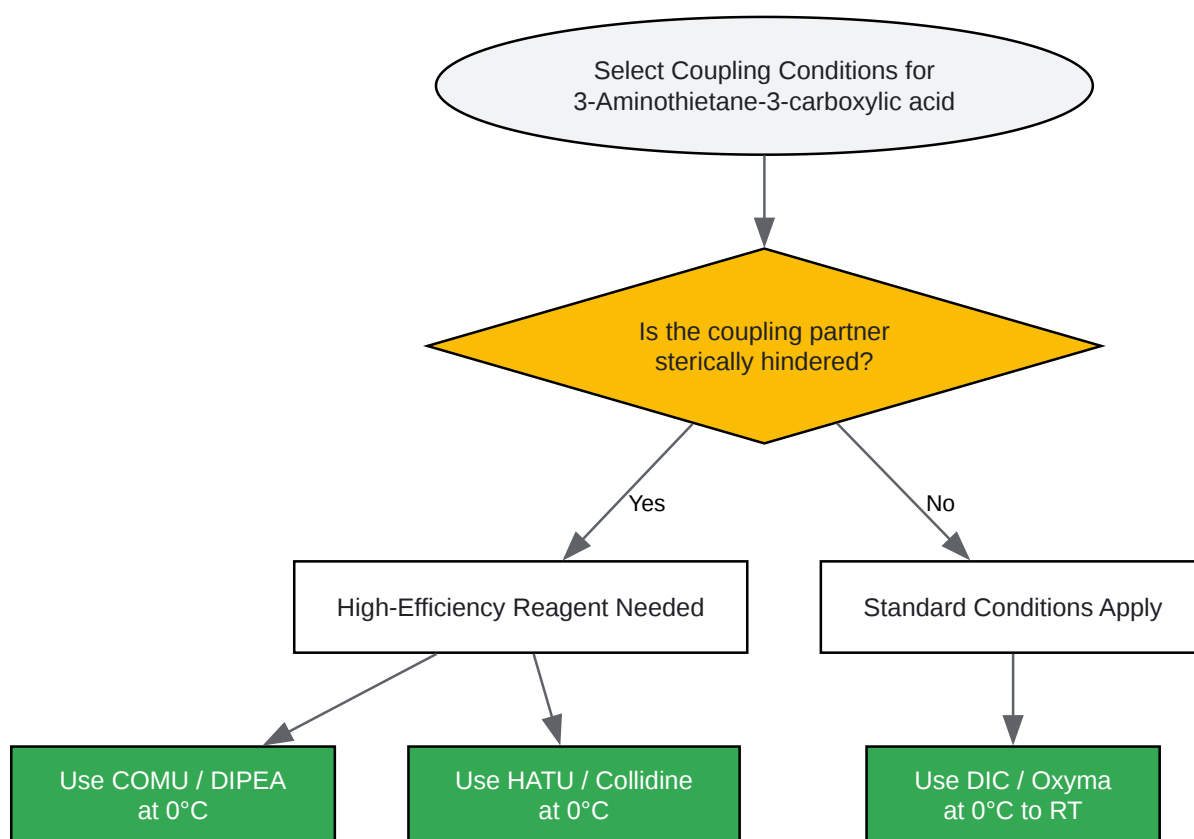 Select Coupling Conditions for
3-Aminothietane-3-carboxylic acid
Is the coupling partner
sterically hindered?
Yes
No
High-Efficiency Reagent Needed
Standard Conditions Apply
Use COMU / DIPEA
at 0°C
Use HATU / Collidine
at 0°C
Use DIC / Oxyma
at 0°C to RT